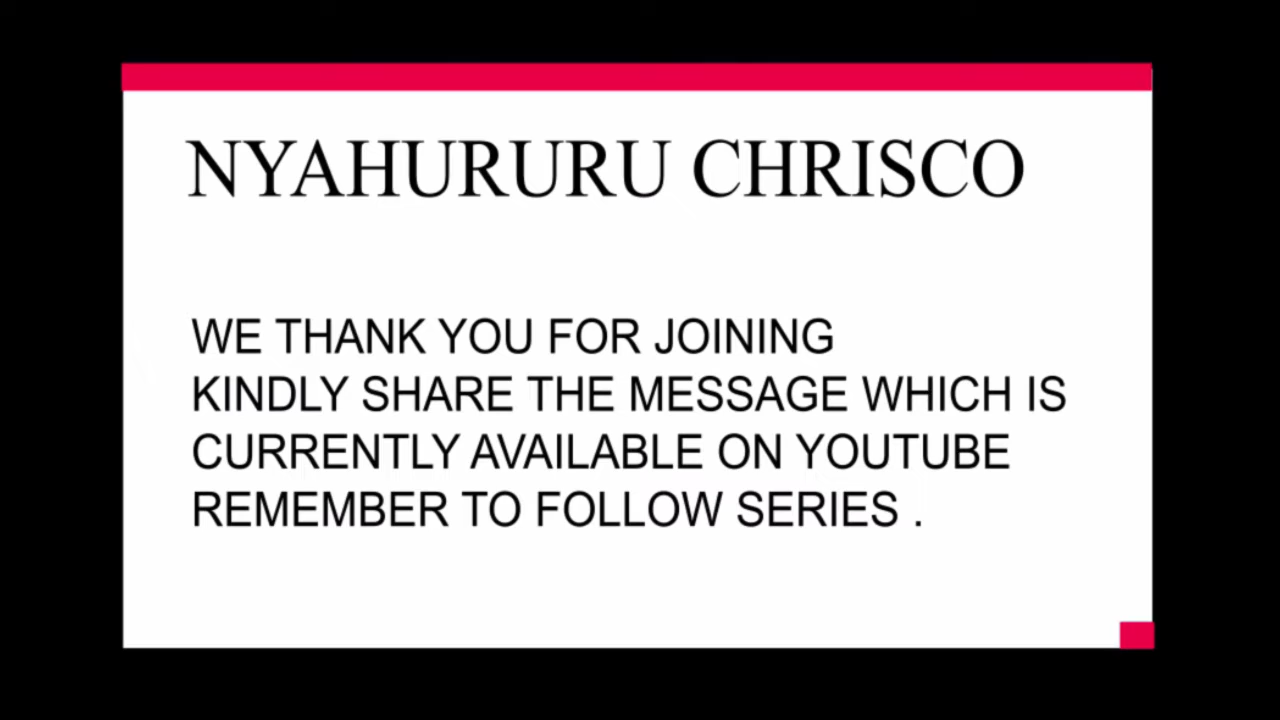 NYAHURURU CHRISCO
WE THANK YOU FOR JOINING
KINDLY SHARE THE MESSAGE WHICH IS
CURRENTLY AVAILABLE ON YOUTUBE
REMEMBER TO FOLLOW SERIES .